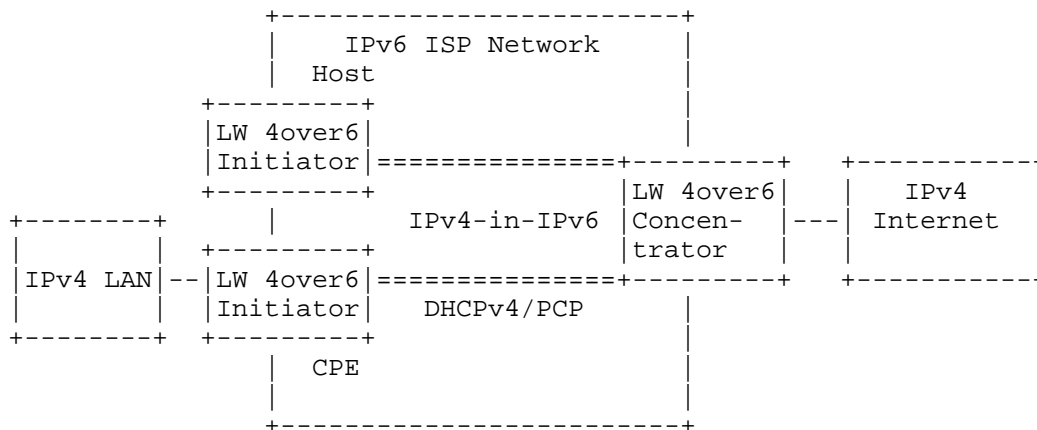 IPv6 ISP Network
Host
LW 4over6
Initiator
LW 4over6
Concen-
trator
IPv4
Internet
IPv4-in-IPv6
IPv4 LAN
LW 4over6
Initiator
DHCPv4/PCP
CPE